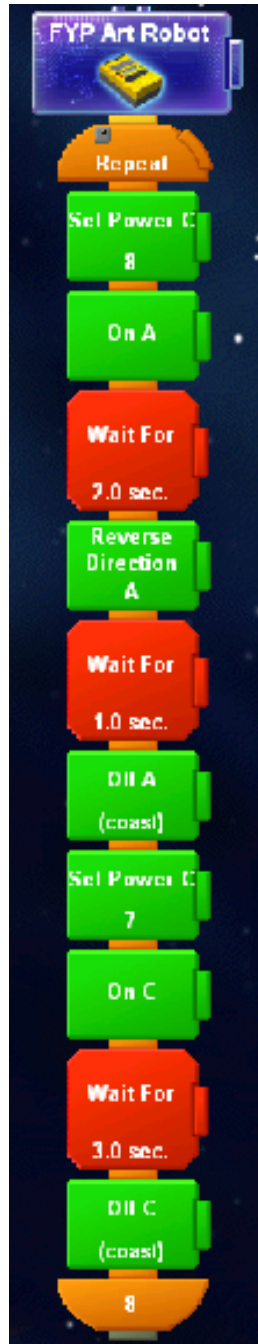 FYP Art Robot
Repeat
Set Power C
8
On A
Wait For
2.0 sec.
Reverse
Direction
A
Wait For
1.0 sec.
Off A
(coast)
Set Power C
7
On C
Wait For
3.0 sec.
Off C
(coast)
8